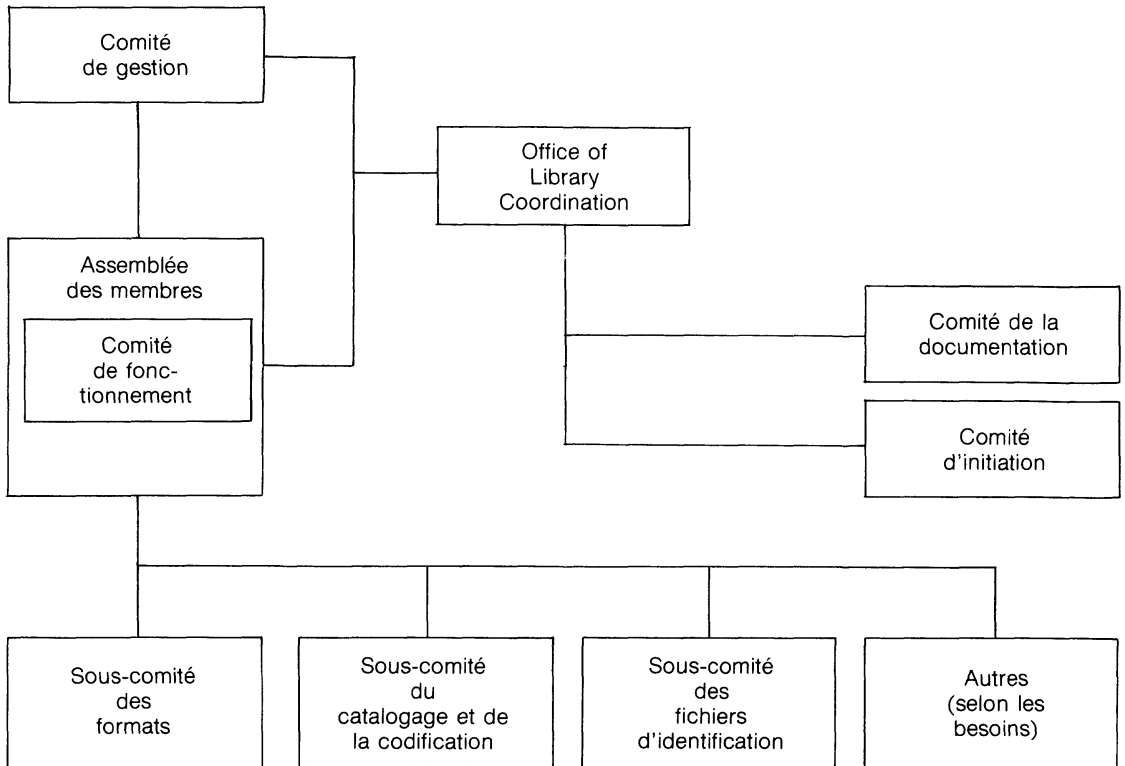 Comité
de gestion
Office of
Library
Coordination
Assemblée
des membres
Comité
de fonc-
tionnement
Comité de la
documentation
Comité
d'initiation
Sous-comité
des
formats
Sous-comité
du
catalogage et de
la codification
Sous-comité
des
fichiers
d'identification
Autres
(selon les
besoins)